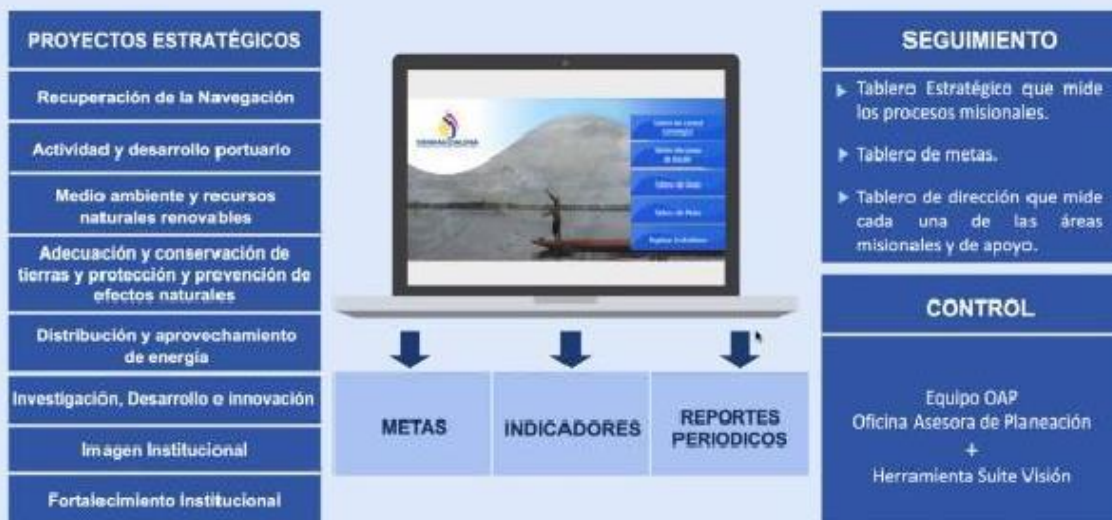 PROYECTOS ESTRATÉGICOS
Recuperación de la Navegación
Actividad y desarrollo portuario
Medio ambiente y recursos
naturales renovables
Adecuación y conservación de
tierras y protección y prevención de
efectos naturales
Distribución y aprovechamiento
de energía
Investigación, Desarrollo e innovación
Imagen Institucional
Fortalecimiento Institucional
CORMAGDALENA
METAS
INDICADORES
REPORTES
PERIODICOS
SEGUIMIENTO
Tablero Estratégico que mide
los procesos misionales.
Tablero de metas.
Tablero de dirección que mide
cada una de las áreas
misionales y de apoyo.
CONTROL
Equipo OAP
Oficina Asesora de Planeación
+
Herramienta Suite Visión